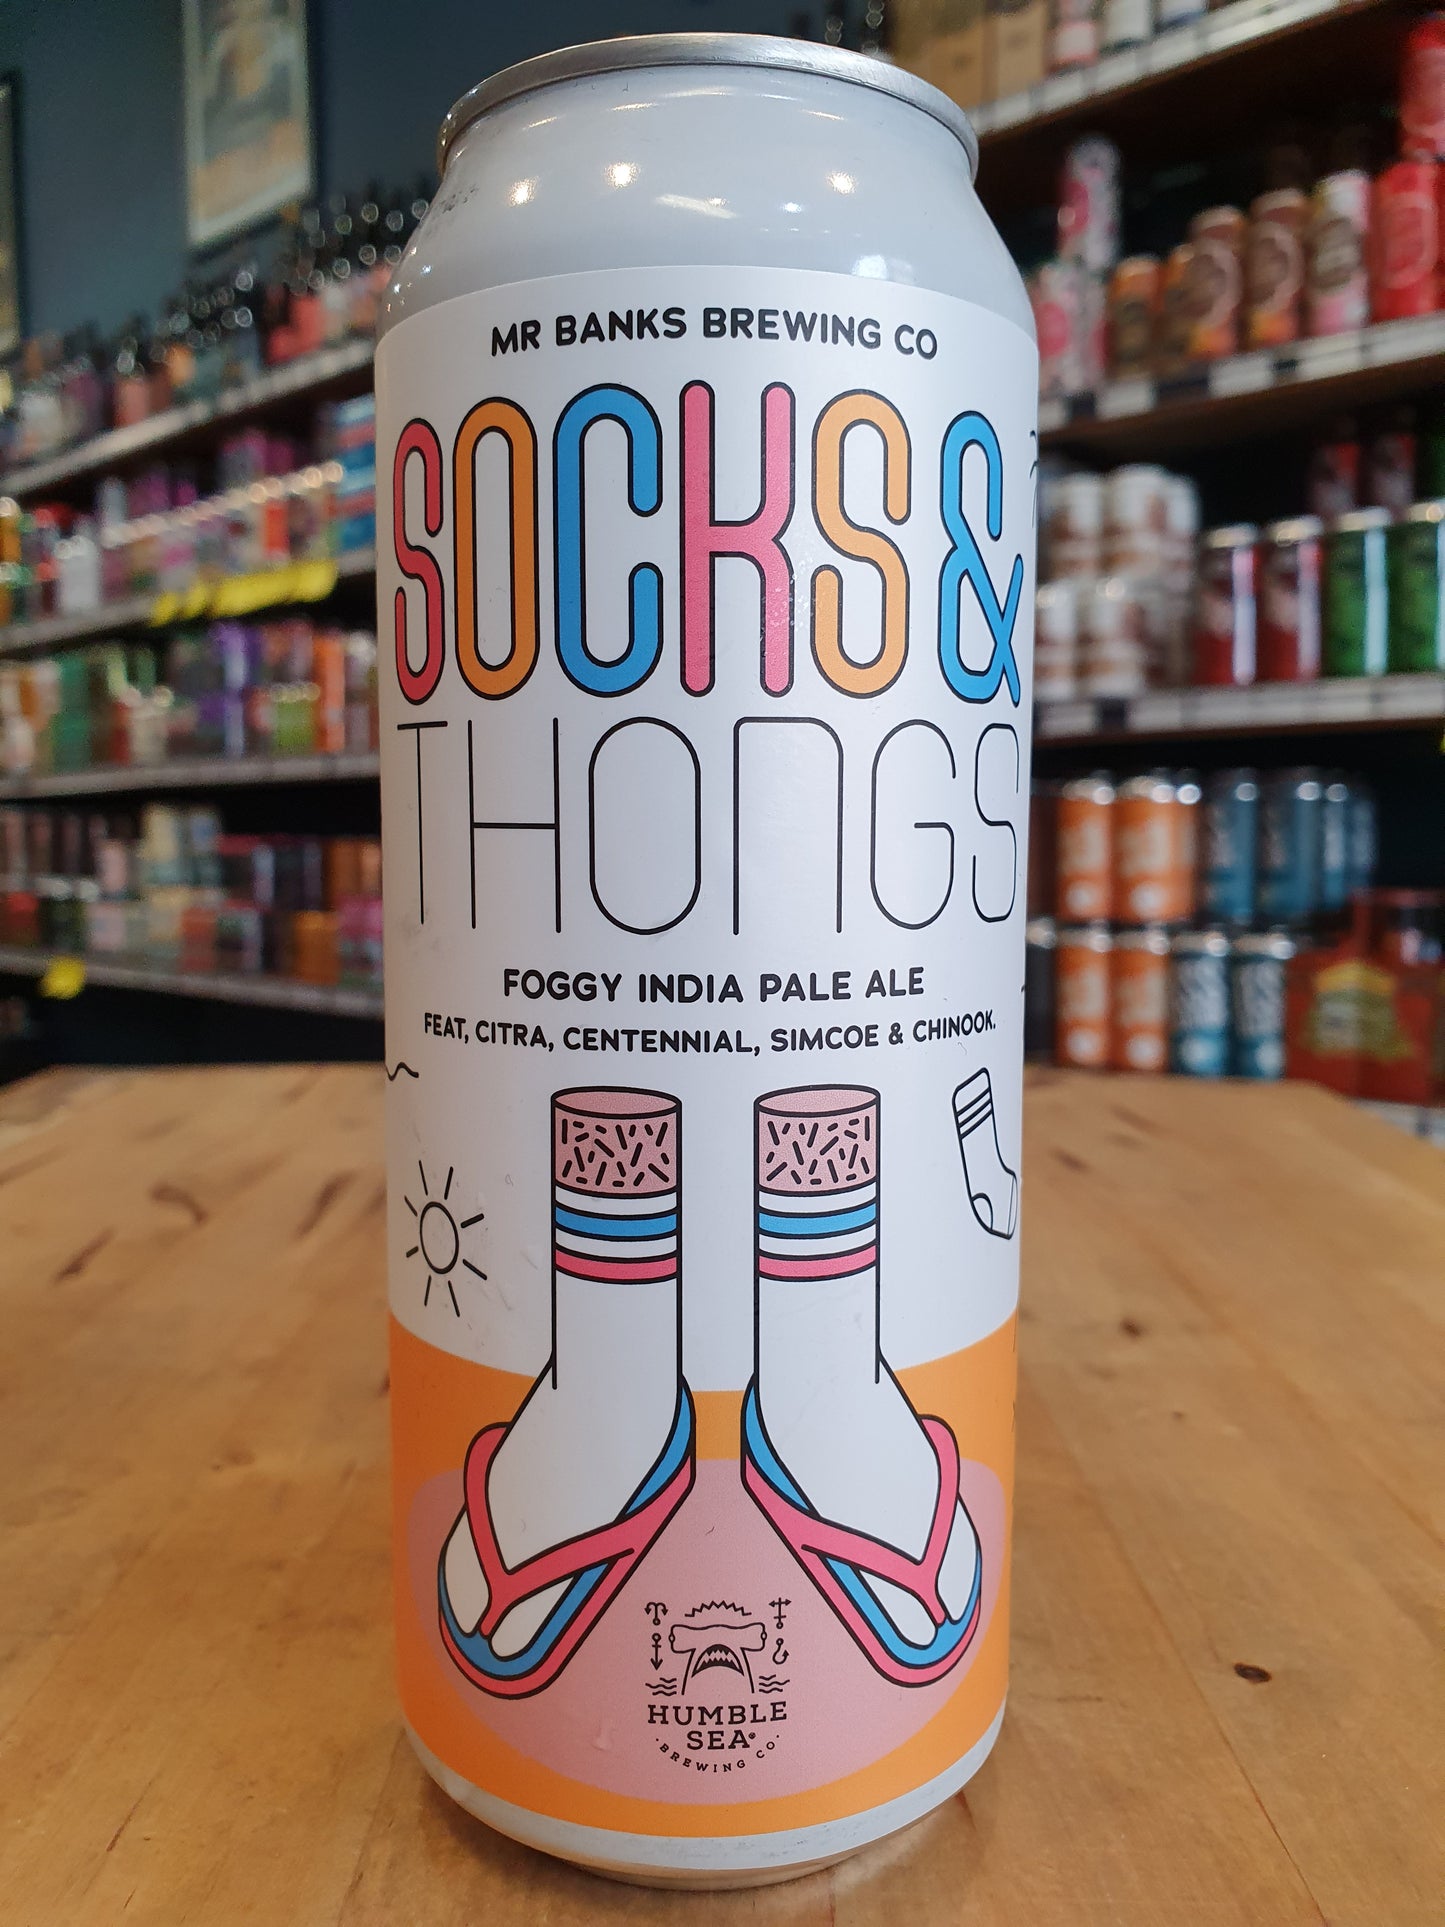 MR BANKS BREWING CO
SOCKS &
THONGS
FOGGY INDIA PALE ALE
FEAT, CITRA, CENTENNIAL, SIMCOE & CHINOOK.
HUMBLE
SEA®
·BREWING CO·